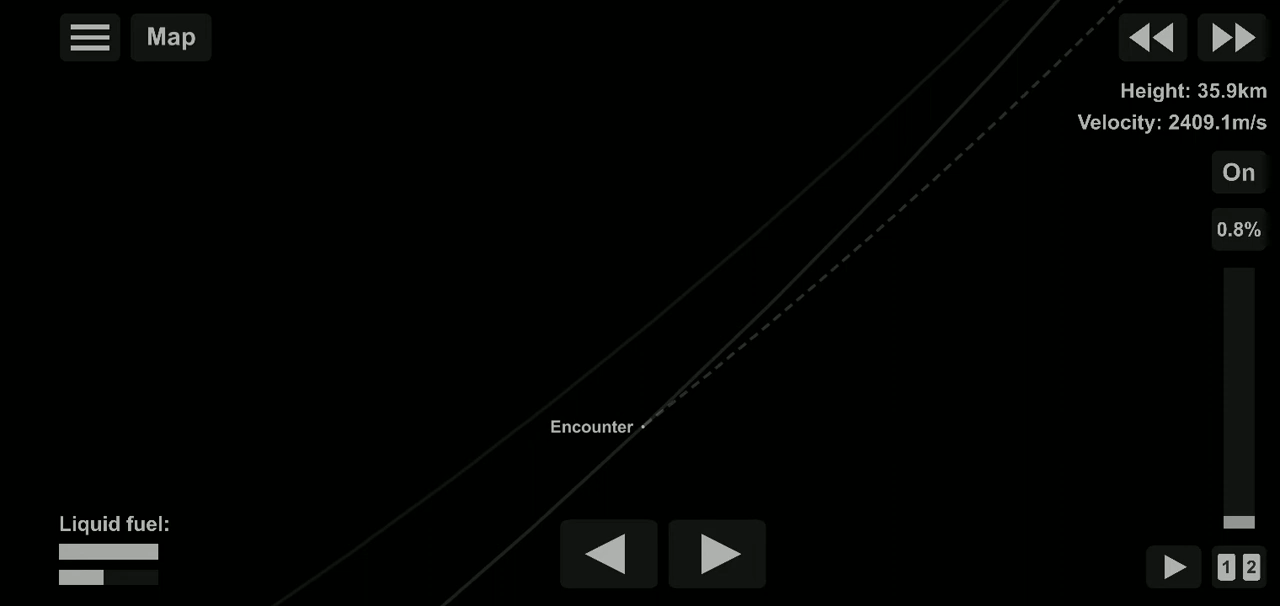 Map
Height: 35.9km
Velocity: 2409.1m/s
On
0.8%
Encounter
Liquid fuel:
1 2